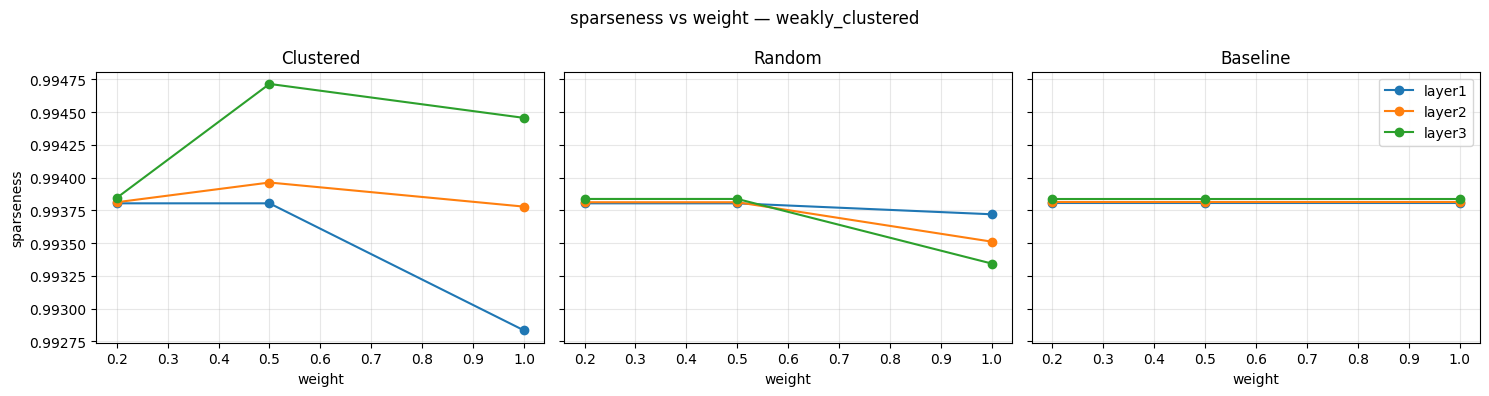 sparseness vs weight — weakly_clustered
Clustered
Random
Baseline
sparseness
0.99475
0.99450
0.99425
0.99400
0.99375
0.99350
0.99325
0.99300
0.99275
layer1
layer2
layer3
0.2 0.3 0.4 0.5 0.6 0.7 0.8 0.9 1.0
0.2 0.3 0.4 0.5 0.6 0.7 0.8 0.9 1.0
0.2 0.3 0.4 0.5 0.6 0.7 0.8 0.9 1.0
weight
weight
weight